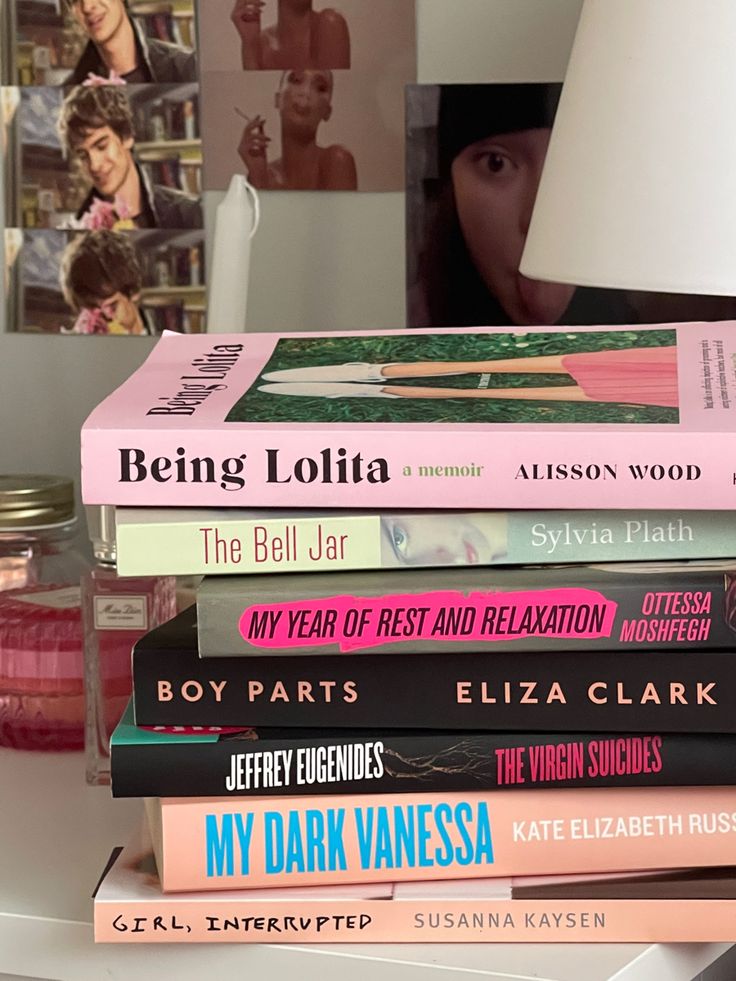 Being Lolita
Being Lolita a memoir ALISSON WOOD
The Bell Jar Sylvia Plath
MY YEAR OF REST AND RELAXATION OTTESSA
MOSHFEGH
BOY PARTS ELIZA CLARK
JEFFREY EUGENIDES THE VIRGIN SUICIDES
MY DARK VANESSA KATE ELIZABETH RUSS
GIRL, INTERRUPTED SUSANNA KAYSEN
Miss Dior